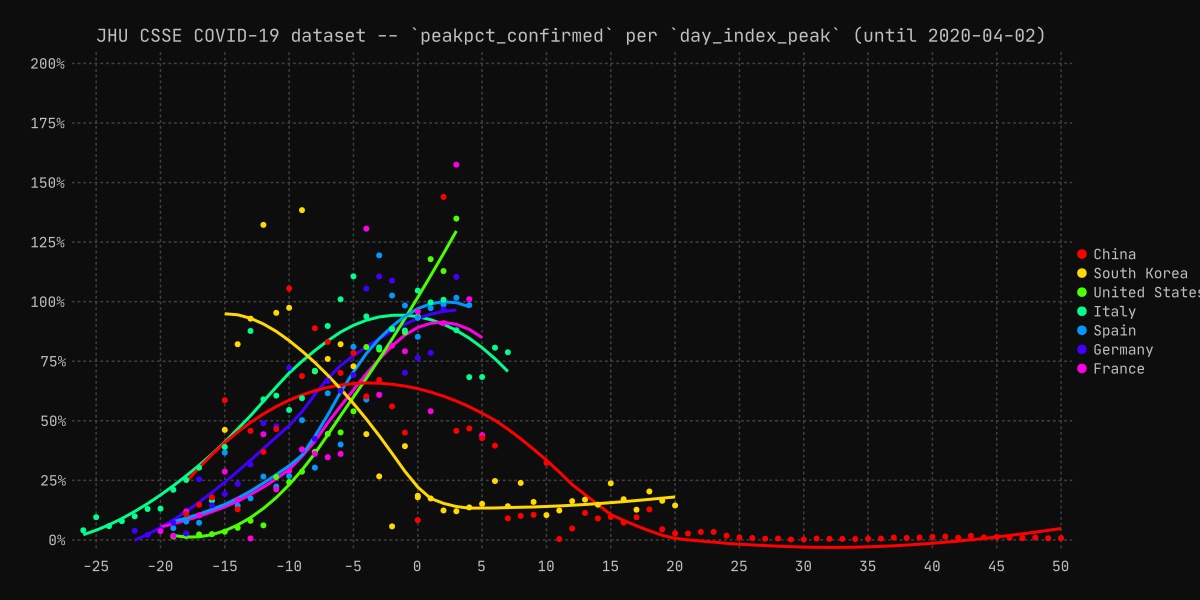 JHU CSSE COVID-19 dataset -- `peakpct_confirmed` per `day_index_peak` (until 2020-04-02)
200%
175%
150%
125%
100%
75%
50%
25%
0%
-25 -20 -15 -10 -5 0 5 10 15 20 25 30 35 40 45 50
China
South Korea
United States
Italy
Spain
Germany
France